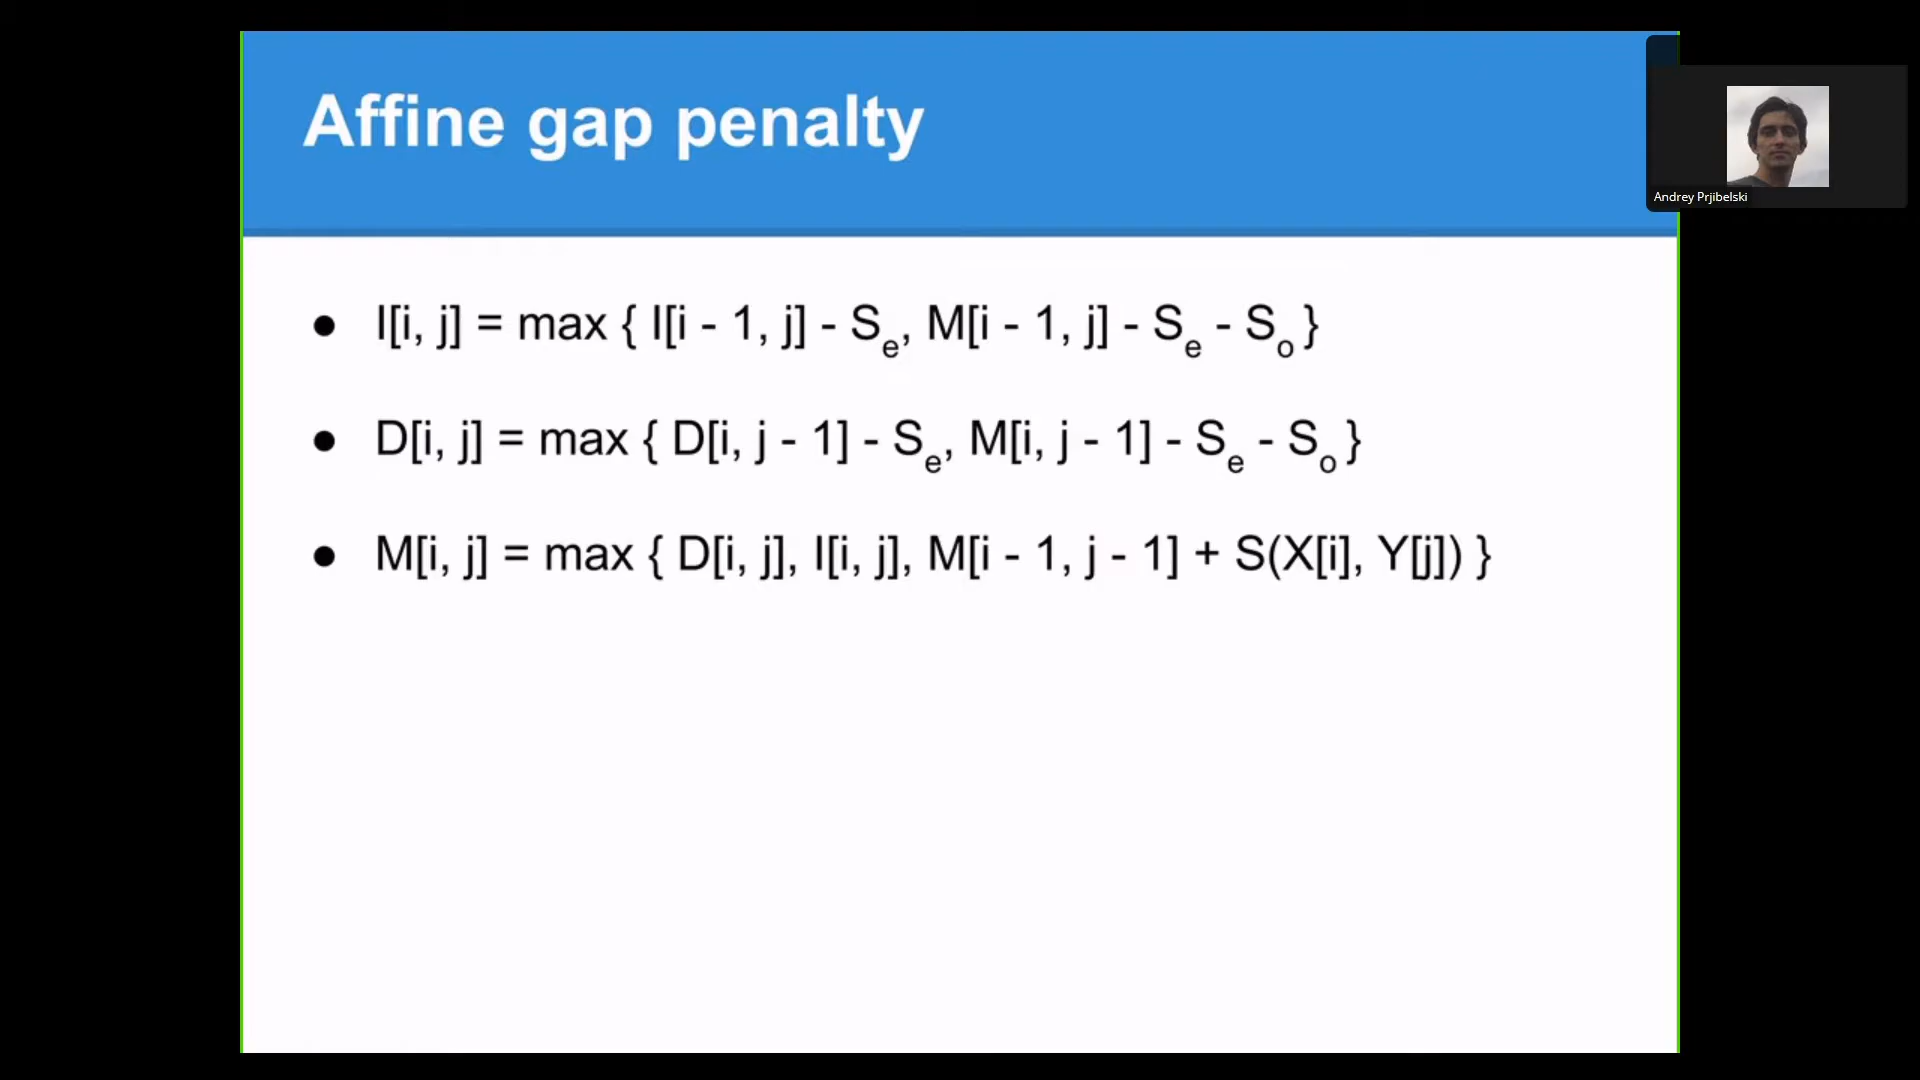 Affine gap penalty
Andrey Prjibelski
● I[i, j] = max { I[i - 1, j] - Se, M[i - 1, j] - Se - So }
● D[i, j] = max { D[i, j - 1] - Se, M[i, j - 1] - Se - So }
● M[i, j] = max { D[i, j], I[i, j], M[i - 1, j - 1] + S(X[i], Y[j]) }